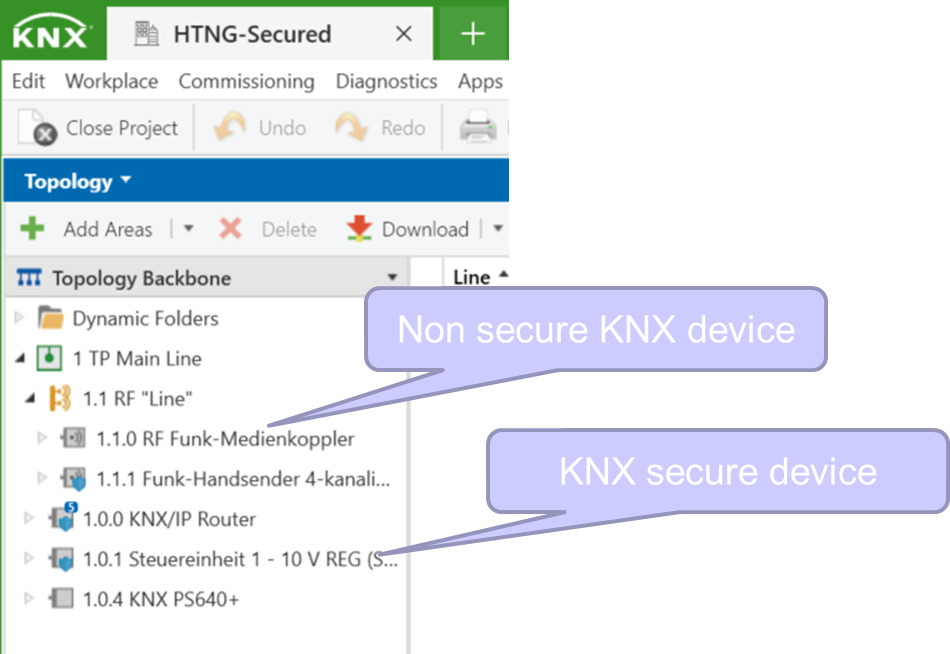 KNX HTNG-Secured
Edit Workplace Commissioning Diagnostics Apps
Close Project Undo Redo
Topology
Add Areas Delete Download
Topology Backbone Line
Dynamic Folders
Non secure KNX device
1 TP Main Line
1.1 RF "Line"
1.1.0 RF Funk-Medienkoppler
KNX secure device
1.1.1 Funk-Handsender 4-kanali...
S
1.0.0 KNX/IP Router
1.0.1 Steuereinheit 1 - 10 V REG (S...
1.0.4 KNX PS640+